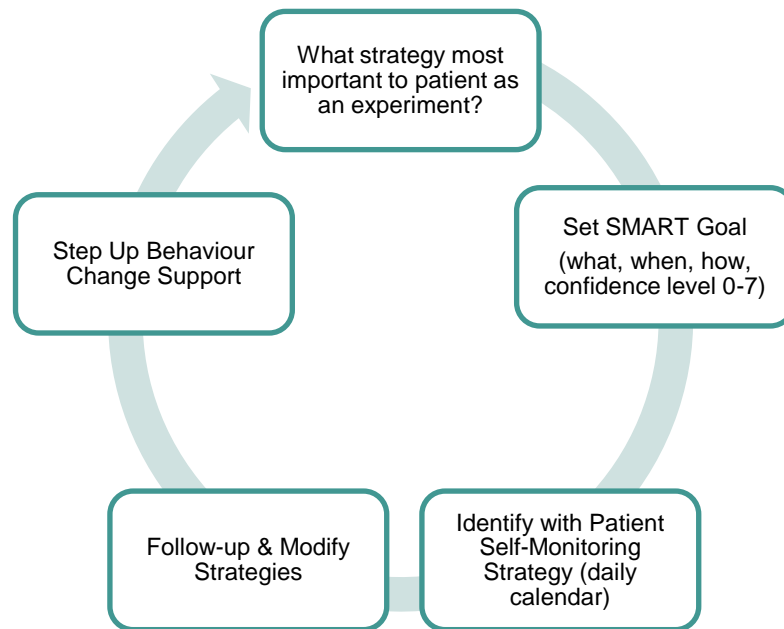 What strategy most
important to patient as
an experiment?
Set SMART Goal
(what, when, how,
confidence level 0-7)
Identify with Patient
Self-Monitoring
Strategy (daily
calendar)
Follow-up & Modify
Strategies
Step Up Behaviour
Change Support